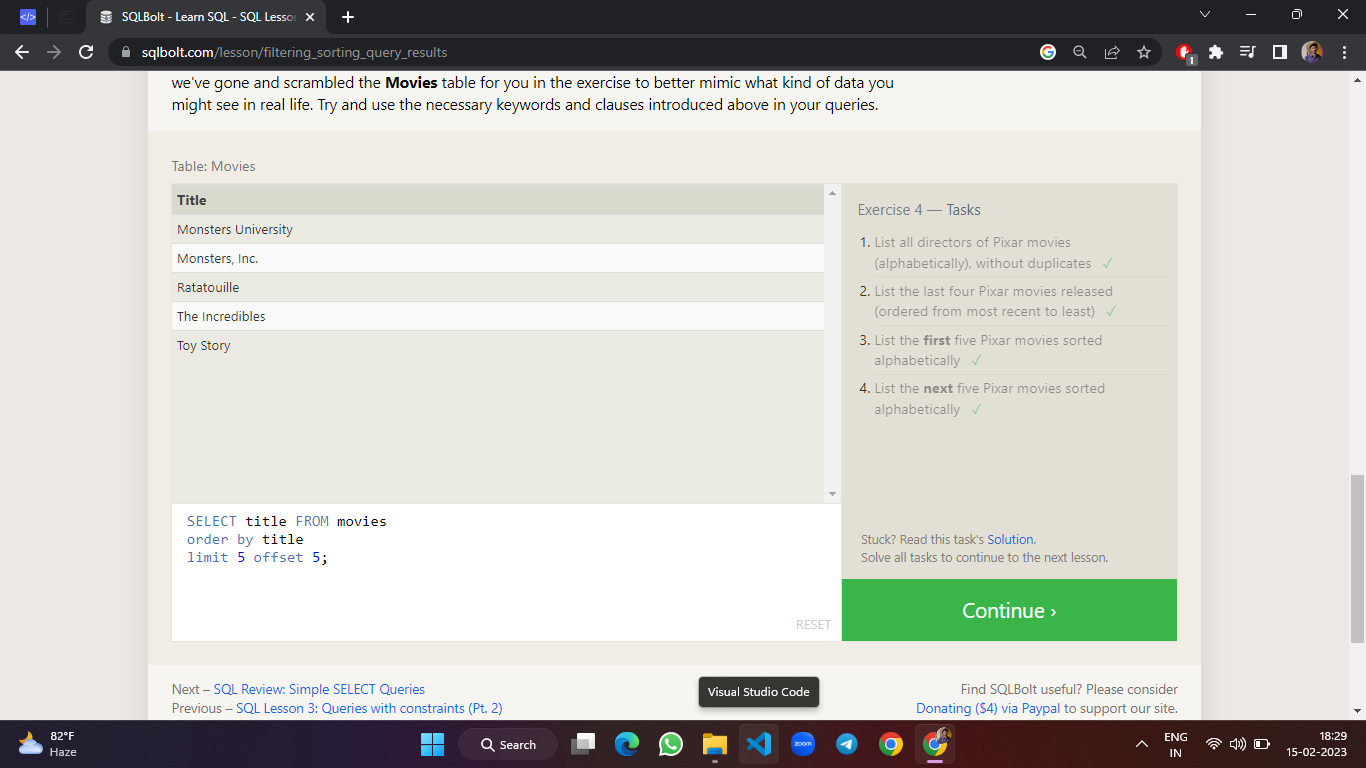 SQLBolt - Learn SQL - SQL Lesso
sqlbolt.com/lesson/filtering_sorting_query_results
1
we've gone and scrambled the Movies table for you in the exercise to better mimic what kind of data you
might see in real life. Try and use the necessary keywords and clauses introduced above in your queries.
Table: Movies
Title
Monsters University
Monsters, Inc.
Ratatouille
The Incredibles
Toy Story
SELECT title FROM movies
order by title
limit 5 offset 5;
RESET
Exercise 4 — Tasks
1. List all directors of Pixar movies
(alphabetically), without duplicates ✓
2. List the last four Pixar movies released
(ordered from most recent to least) ✓
3. List the first five Pixar movies sorted
alphabetically ✓
4. List the next five Pixar movies sorted
alphabetically ✓
Stuck? Read this task's Solution.
Solve all tasks to continue to the next lesson.
Continue ›
Next – SQL Review: Simple SELECT Queries
Previous – SQL Lesson 3: Queries with constraints (Pt. 2)
Find SQLBolt useful? Please consider
Donating ($4) via Paypal to support our site.
Visual Studio Code
82°F
Haze
Search
zoom
ENG
IN
18:29
15-02-2023